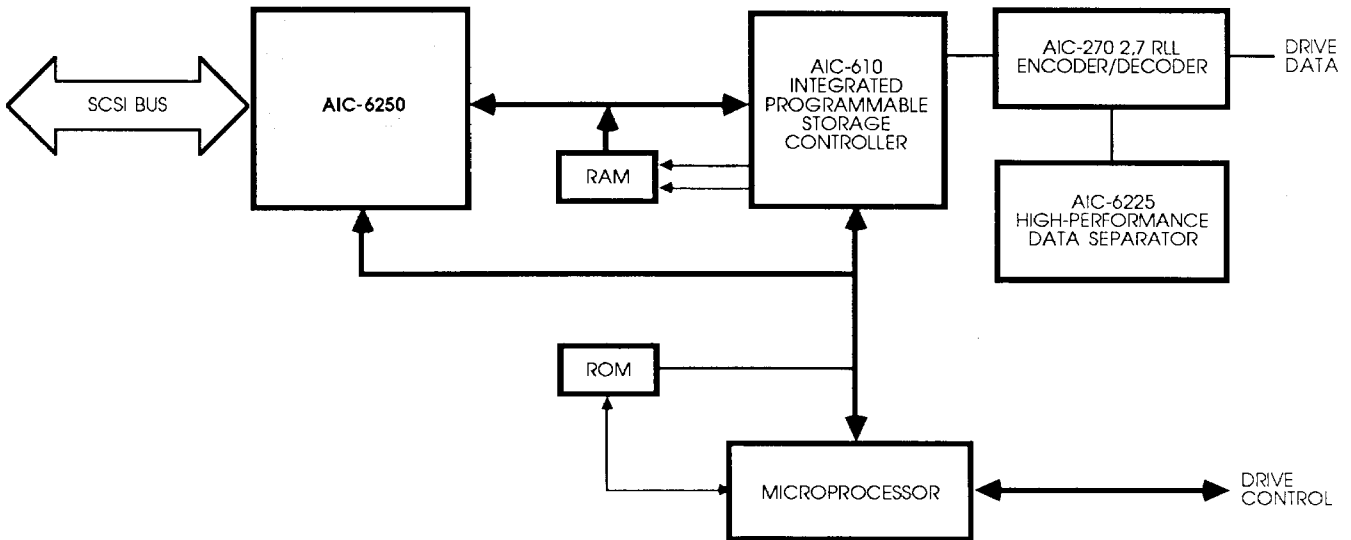 SCSI BUS
AIC-6250
RAM
AIC-610
INTEGRATED
PROGRAMMABLE
STORAGE
CONTROLLER
AIC-270 2,7 RLL
ENCODER/DECODER
DRIVE
DATA
AIC-6225
HIGH-PERFORMANCE
DATA SEPARATOR
ROM
MICROPROCESSOR
DRIVE
CONTROL